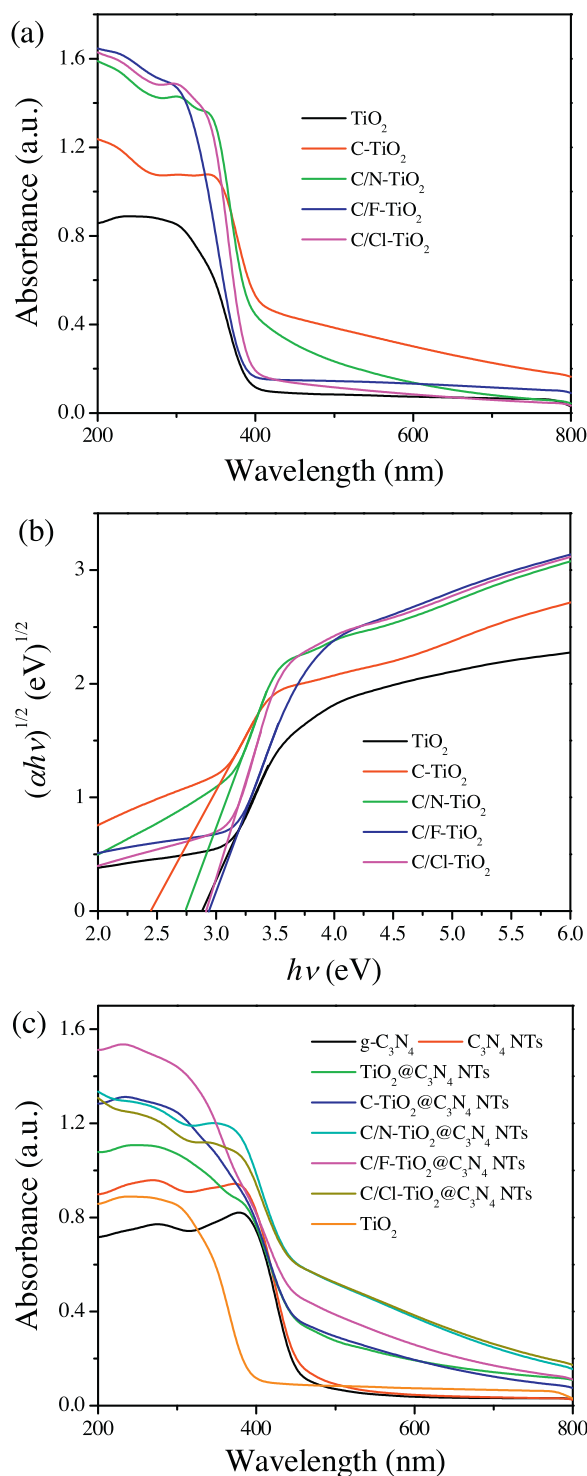 (a)
1.6
1.2
0.8
0.4
0.0
Absorbance (a.u.)
TiO₂
C-TiO₂
C/N-TiO₂
C/F-TiO₂
C/Cl-TiO₂
200 400 600 800
Wavelength (nm)
(b)
3
2
1
0
(αhν)¹/² (eV)¹/²
TiO₂
C-TiO₂
C/N-TiO₂
C/F-TiO₂
C/Cl-TiO₂
2.0 2.5 3.0 3.5 4.0 4.5 5.0 5.5 6.0
hν (eV)
(c)
1.6
1.2
0.8
0.4
0.0
Absorbance (a.u.)
g-C₃N₄ C₃N₄ NTs
TiO₂@C₃N₄ NTs
C-TiO₂@C₃N₄ NTs
C/N-TiO₂@C₃N₄ NTs
C/F-TiO₂@C₃N₄ NTs
C/Cl-TiO₂@C₃N₄ NTs
TiO₂
200 400 600 800
Wavelength (nm)